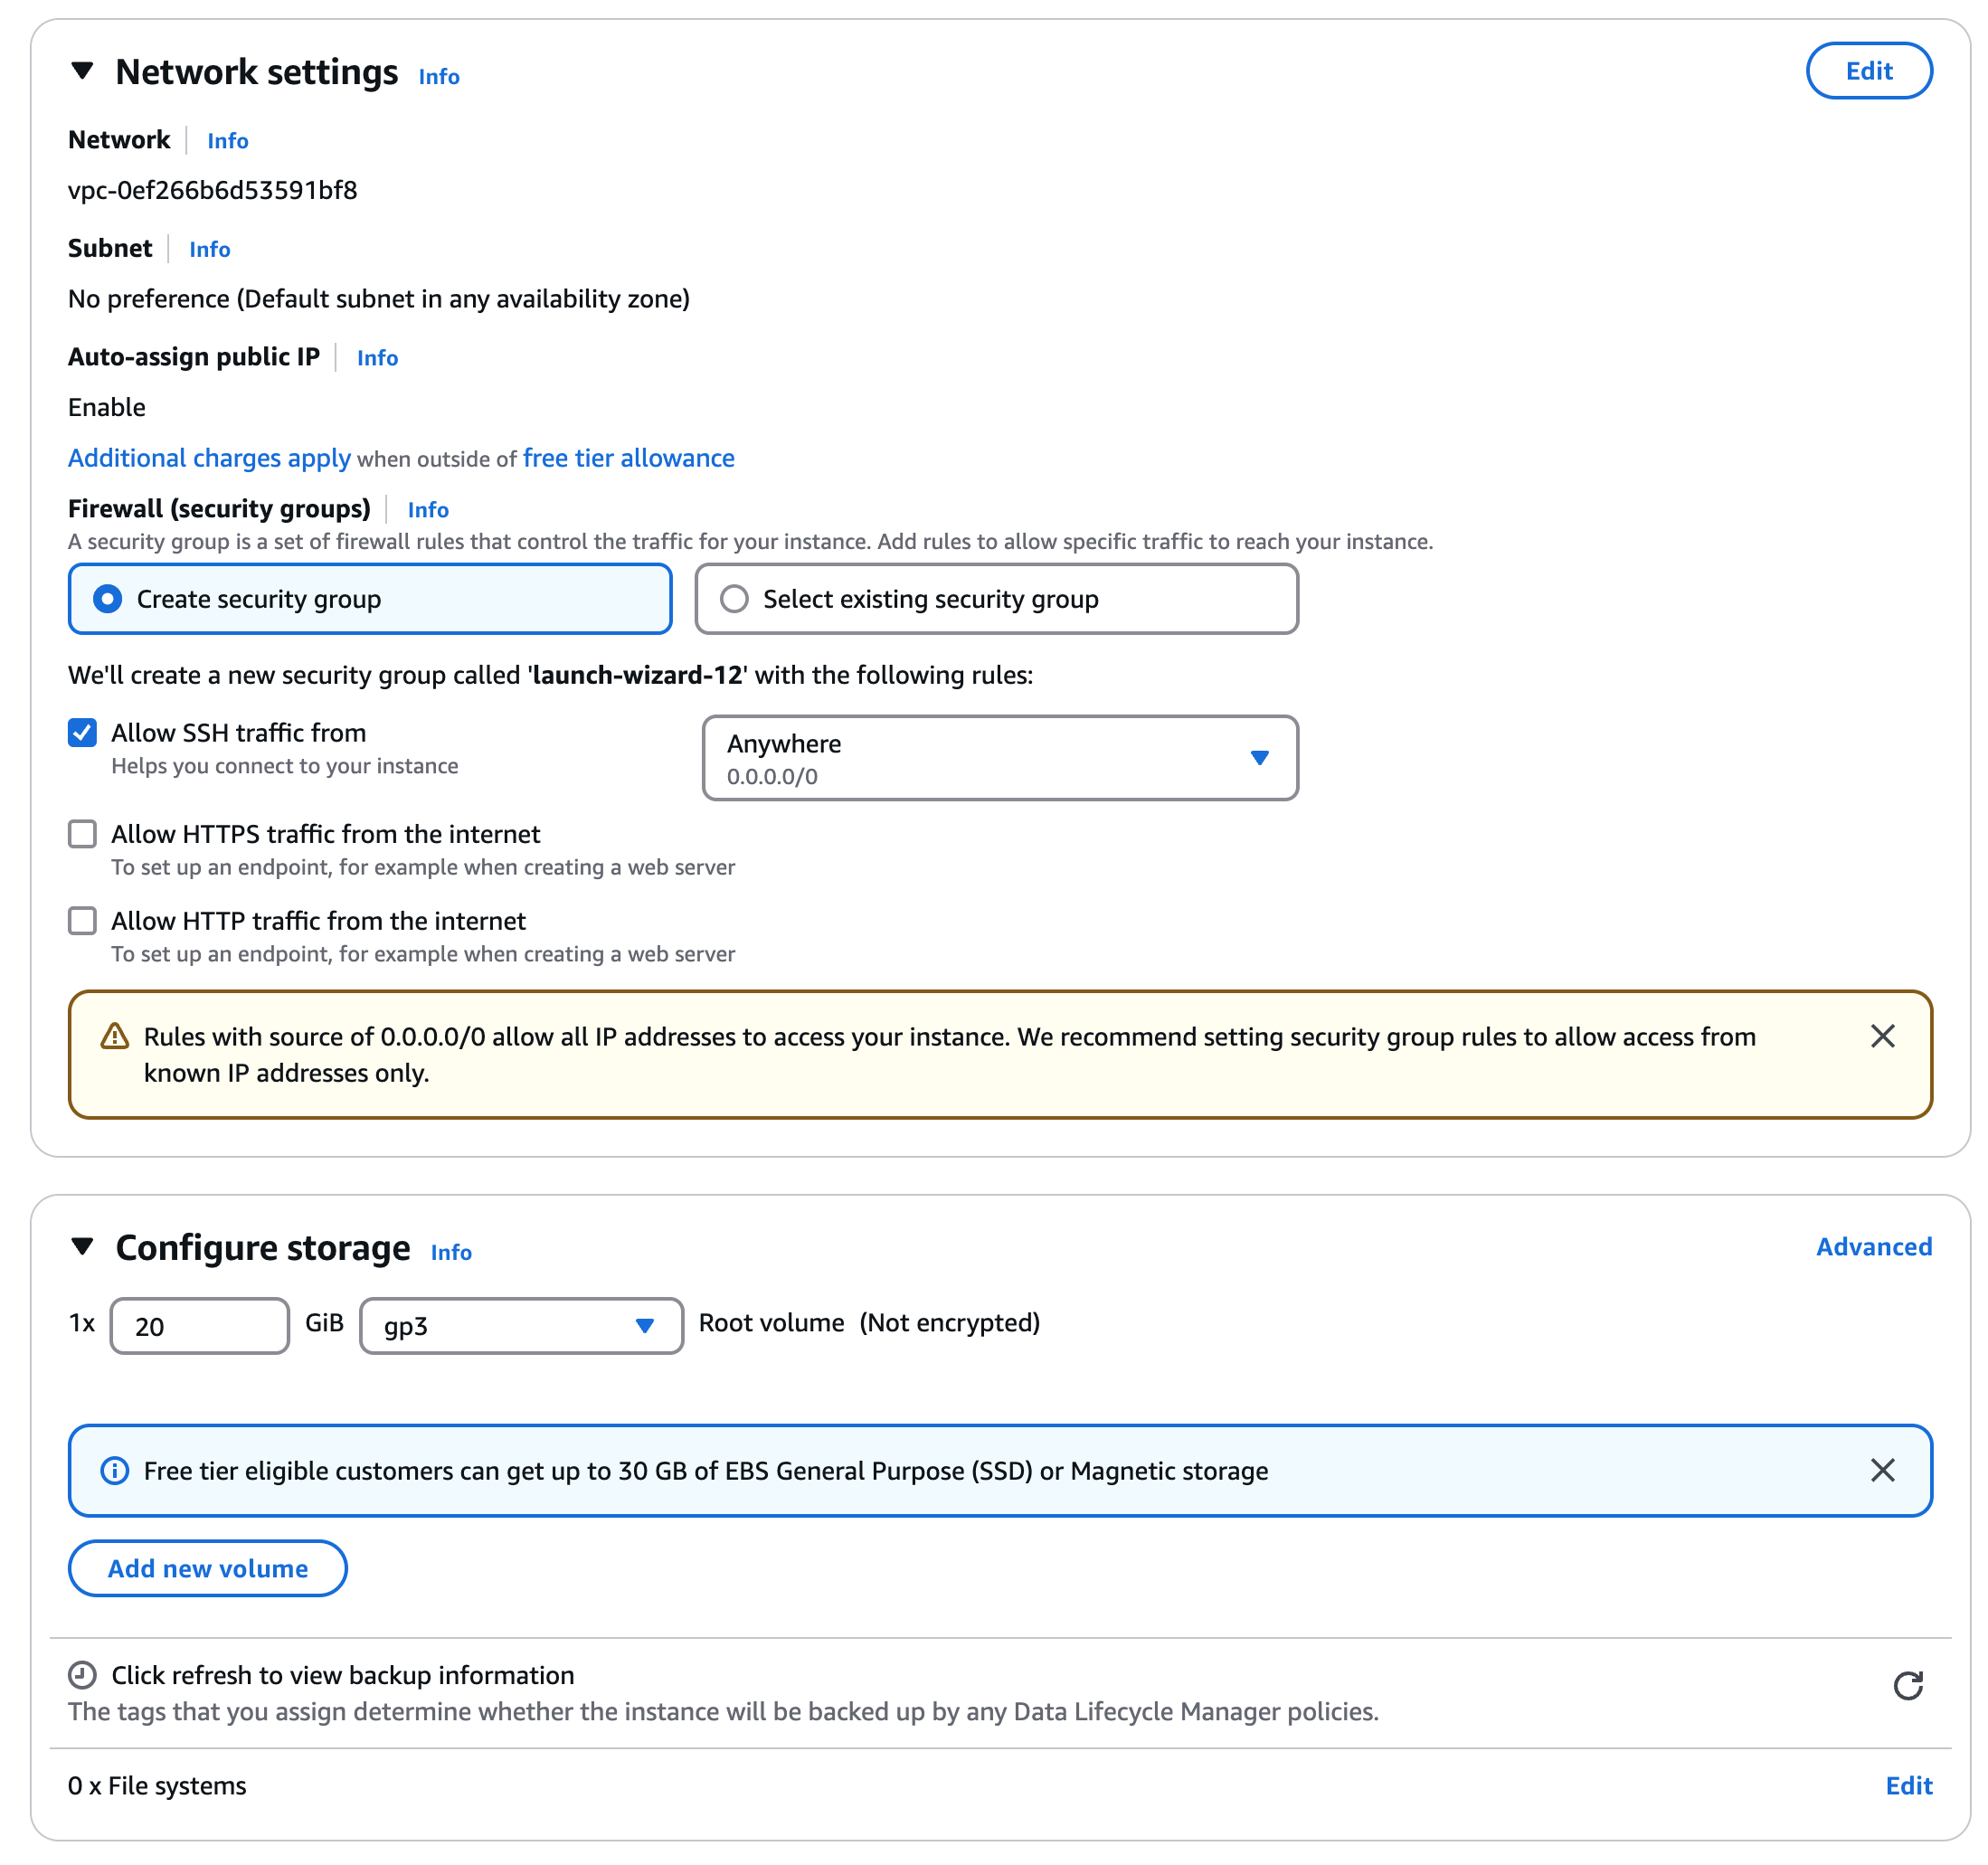 Network settings Info Edit
Network Info
vpc-0ef266b6d53591bf8
Subnet Info
No preference (Default subnet in any availability zone)
Auto-assign public IP Info
Enable
Additional charges apply when outside of free tier allowance
Firewall (security groups) Info
A security group is a set of firewall rules that control the traffic for your instance. Add rules to allow specific traffic to reach your instance.
Create security group Select existing security group
We'll create a new security group called 'launch-wizard-12' with the following rules:
Allow SSH traffic from
Helps you connect to your instance
Anywhere
0.0.0.0/0
Allow HTTPS traffic from the internet
To set up an endpoint, for example when creating a web server
Allow HTTP traffic from the internet
To set up an endpoint, for example when creating a web server
Rules with source of 0.0.0.0/0 allow all IP addresses to access your instance. We recommend setting security group rules to allow access from
known IP addresses only.
Configure storage Info Advanced
1x 20 GiB gp3 Root volume (Not encrypted)
Free tier eligible customers can get up to 30 GB of EBS General Purpose (SSD) or Magnetic storage
Add new volume
Click refresh to view backup information
The tags that you assign determine whether the instance will be backed up by any Data Lifecycle Manager policies.
0 x File systems Edit